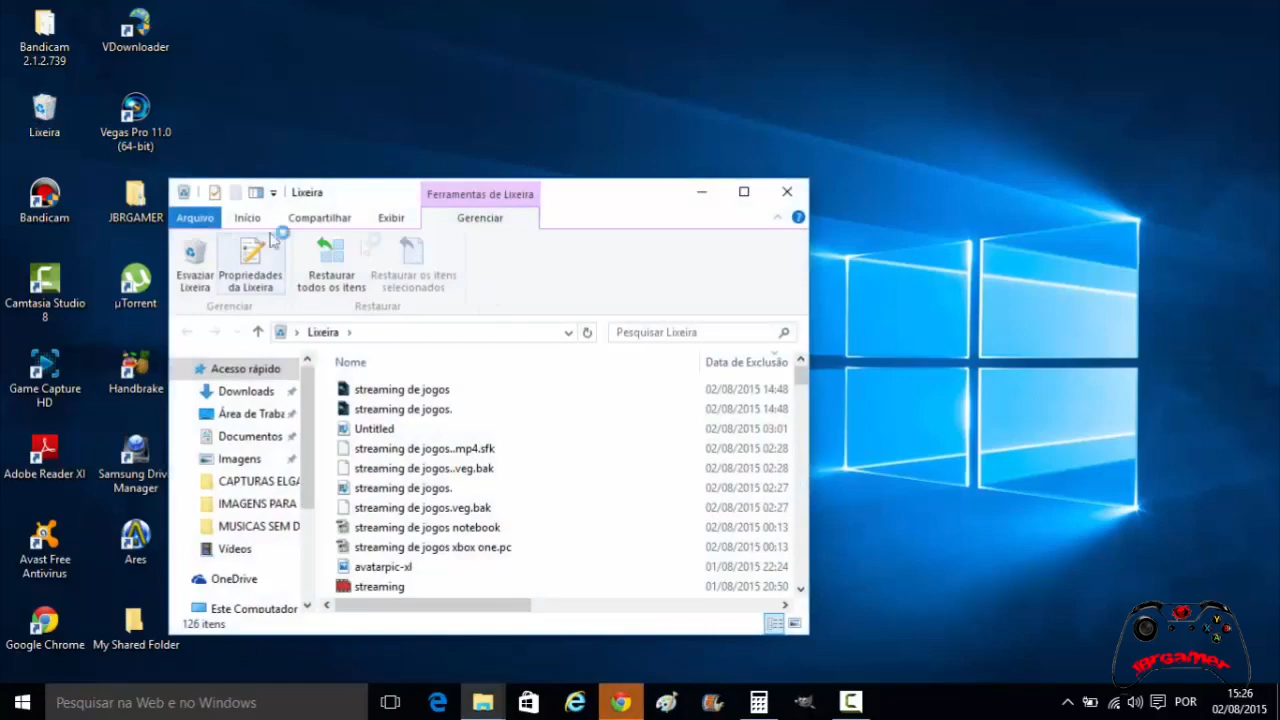 Bandicam
2.1.2.739
VDownloader
Lixeira
Vegas Pro 11.0
(64-bit)
Bandicam
JBRGAMER
Camtasia Studio
8
µTorrent
Game Capture
HD
Handbrake
Adobe Reader XI
Samsung Driv
Manager
Avast Free
Antivirus
Ares
Google Chrome
My Shared Folder
Lixeira
Ferramentas de Lixeira
Arquivo
Início
Compartilhar
Exibir
Gerenciar
Esvaziar
Lixeira
Propriedades
da Lixeira
Restaurar
todos os itens
Restaurar os itens
selecionados
Gerenciar
Restaurar
Lixeira
Pesquisar Lixeira
Nome
Data de Exclusão
Acesso rápido
Downloads
Área de Traba
Documentos
Imagens
CAPTURAS ELGA
IMAGENS PARA
MUSICAS SEM D
Vídeos
OneDrive
Este Computador
streaming de jogos 02/08/2015 14:48
streaming de jogos. 02/08/2015 14:48
Untitled 02/08/2015 03:01
streaming de jogos..mp4.sfk 02/08/2015 02:28
streaming de jogos..veg.bak 02/08/2015 02:28
streaming de jogos. 02/08/2015 02:27
streaming de jogos.veg.bak 02/08/2015 02:27
streaming de jogos notebook 02/08/2015 00:13
streaming de jogos xbox one.pc 02/08/2015 00:13
avatarpic-xl 01/08/2015 22:24
streaming 01/08/2015 20:50
126 itens
Y
X
B
A
jbrgamer
Pesquisar na Web e no Windows
POR
15:26
02/08/2015